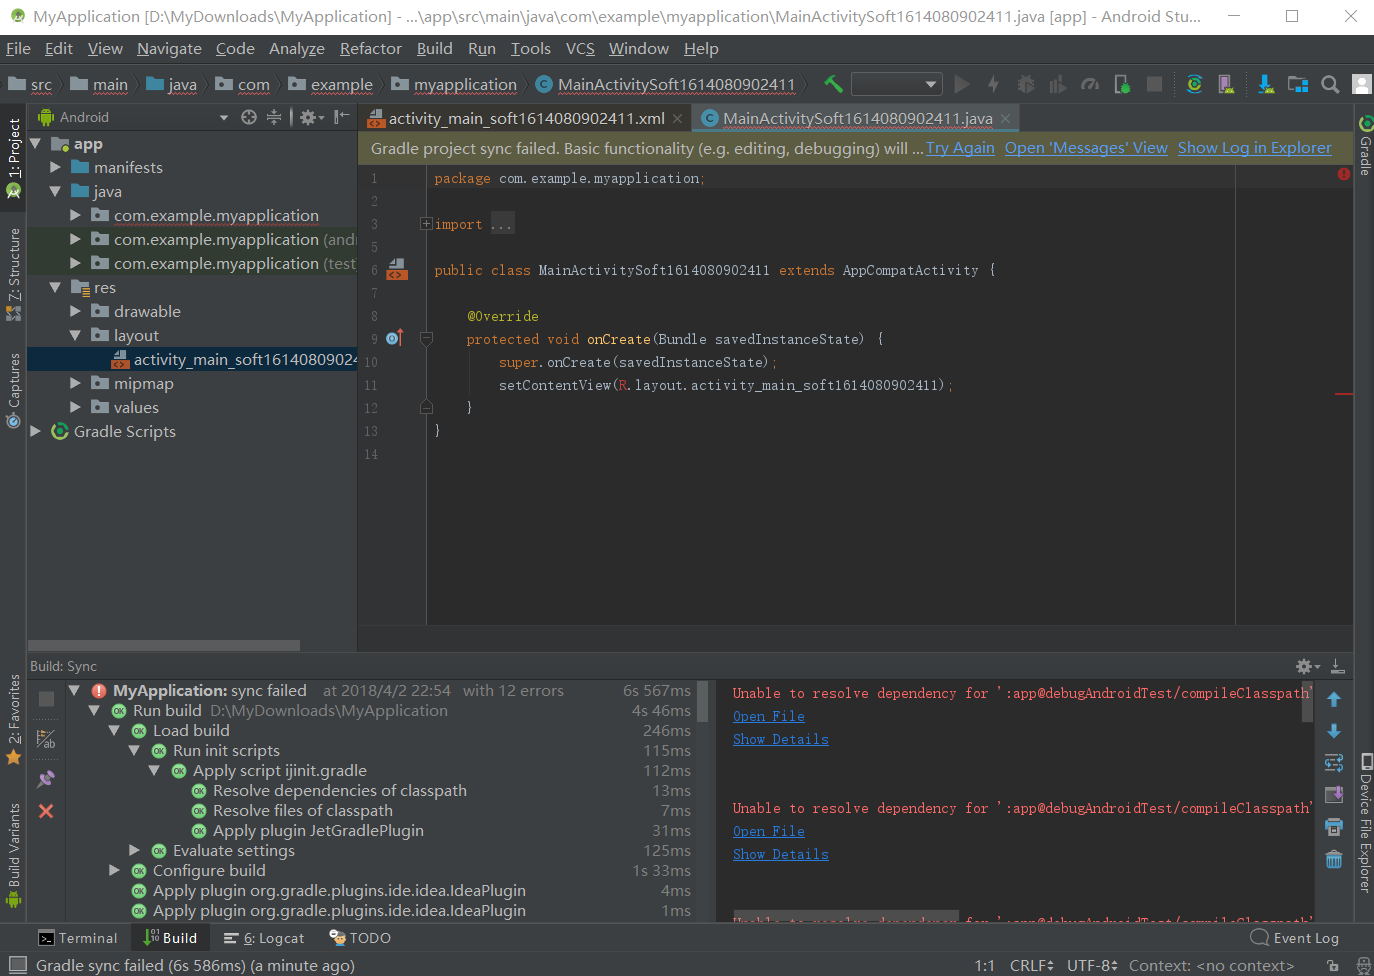 MyApplication [D:\MyDownloads\MyApplication] - ...\app\src\main\java\com\example\myapplication\MainActivitySoft1614080902411.java [app] - Android Stu...
File Edit View Navigate Code Analyze Refactor Build Run Tools VCS Window Help
src main java com example myapplication MainActivitySoft1614080902411
Android
activity_main_soft1614080902411.xml
MainActivitySoft1614080902411.java
Gradle project sync failed. Basic functionality (e.g. editing, debugging) will ... Try Again Open 'Messages' View Show Log in Explorer
1: Project
7: Structure
Captures
2: Favorites
Build Variants
Gradle
Device File Explorer
app
manifests
java
com.example.myapplication
com.example.myapplication (and
com.example.myapplication (test
res
drawable
layout
activity_main_soft16140809024
mipmap
values
Gradle Scripts
1 package com.example.myapplication;
2
3 import ...
5
6 public class MainActivitySoft1614080902411 extends AppCompatActivity {
7
8 @Override
9 protected void onCreate(Bundle savedInstanceState) {
10 super.onCreate(savedInstanceState);
11 setContentView(R.layout.activity_main_soft1614080902411);
12 }
13 }
14
Build: Sync
MyApplication: sync failed at 2018/4/2 22:54 with 12 errors 6s 567ms
Run build D:\MyDownloads\MyApplication 4s 46ms
Load build 246ms
Run init scripts 115ms
Apply script ijinit.gradle 112ms
Resolve dependencies of classpath 13ms
Resolve files of classpath 7ms
Apply plugin JetGradlePlugin 31ms
Evaluate settings 125ms
Configure build 1s 33ms
Apply plugin org.gradle.plugins.ide.idea.IdeaPlugin 4ms
Apply plugin org.gradle.plugins.ide.idea.IdeaPlugin 1ms
Unable to resolve dependency for ':app@debugAndroidTest/compileClasspath'
Open File
Show Details
Unable to resolve dependency for ':app@debugAndroidTest/compileClasspath'
Open File
Show Details
Unable to resolve dependency for ':app@debugAndroidTest/compileClasspath'
Terminal Build 6: Logcat TODO Event Log
Gradle sync failed (6s 586ms) (a minute ago) 1:1 CRLF UTF-8 Context: <no context>